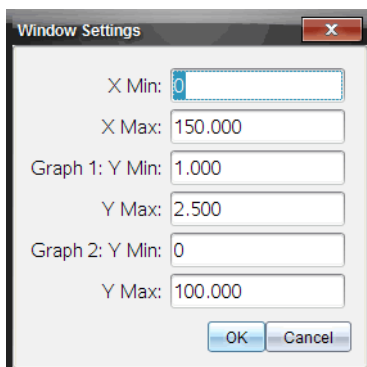 Window Settings
X Min: 0
X Max: 150.000
Graph 1: Y Min: 1.000
Y Max: 2.500
Graph 2: Y Min: 0
Y Max: 100.000
OK Cancel